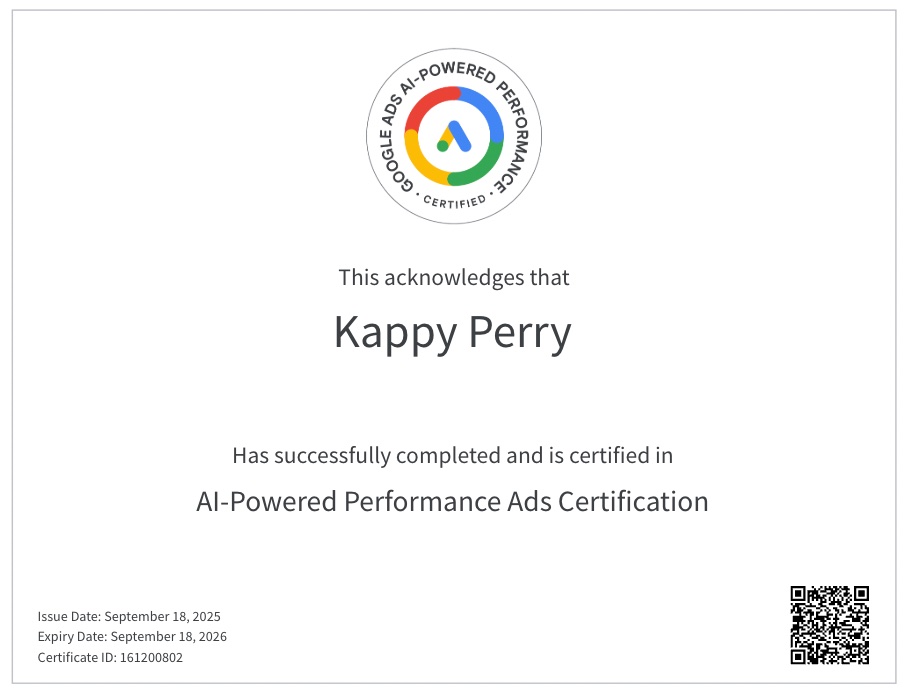 GOOGLE ADS AI-POWERED PERFORMANCE
• CERTIFIED •
This acknowledges that
Kappy Perry
Has successfully completed and is certified in
AI-Powered Performance Ads Certification
Issue Date: September 18, 2025
Expiry Date: September 18, 2026
Certificate ID: 161200802